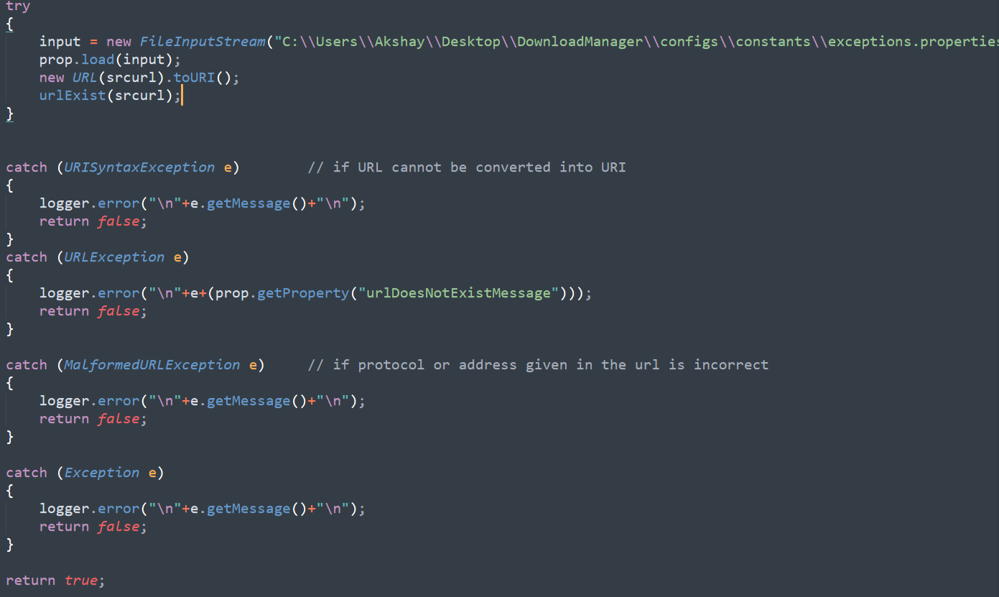 try
{
    input = new FileInputStream("C:\\Users\\Akshay\\Desktop\\DownloadManager\\configs\\constants\\exceptions.properties
    prop.load(input);
    new URL(srcurl).toURI();
    urlExist(srcurl);
}
catch (URISyntaxException e)        // if URL cannot be converted into URI
{
    logger.error("\n"+e.getMessage()+"\n");
    return false;
}
catch (URLException e)
{
    logger.error("\n"+e+(prop.getProperty("urlDoesNotExistMessage")));
    return false;
}
catch (MalformedURLException e)     // if protocol or address given in the url is incorrect
{
    logger.error("\n"+e.getMessage()+"\n");
    return false;
}
catch (Exception e)
{
    logger.error("\n"+e.getMessage()+"\n");
    return false;
}
return true;